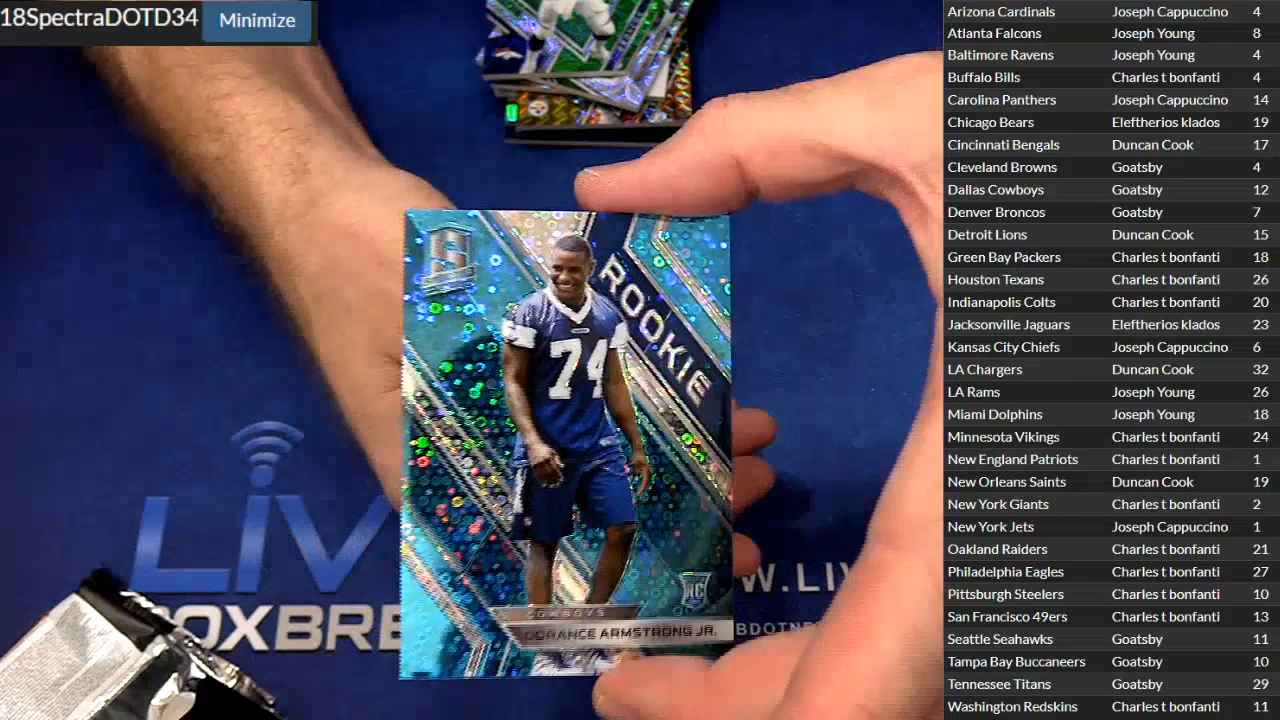 18SpectraDOTD34 Minimize
ROOKIE
74
RC
COWBOYS
DORANCE ARMSTRONG JR.
LIV
OXBRE
W.LIV
BDOTNE
Arizona Cardinals Joseph Cappuccino 4
Atlanta Falcons Joseph Young 8
Baltimore Ravens Joseph Young 4
Buffalo Bills Charles t bonfanti 4
Carolina Panthers Joseph Cappuccino 14
Chicago Bears Eleftherios klados 19
Cincinnati Bengals Duncan Cook 17
Cleveland Browns Goatsby 4
Dallas Cowboys Goatsby 12
Denver Broncos Goatsby 7
Detroit Lions Duncan Cook 15
Green Bay Packers Charles t bonfanti 18
Houston Texans Charles t bonfanti 25
Indianapolis Colts Charles t bonfanti 20
Jacksonville Jaguars Eleftherios klados 23
Kansas City Chiefs Joseph Cappuccino 6
LA Chargers Duncan Cook 32
LA Rams Joseph Young 26
Miami Dolphins Joseph Young 18
Minnesota Vikings Charles t bonfanti 24
New England Patriots Charles t bonfanti 1
New Orleans Saints Duncan Cook 19
New York Giants Charles t bonfanti 2
New York Jets Joseph Cappuccino 1
Oakland Raiders Charles t bonfanti 21
Philadelphia Eagles Charles t bonfanti 27
Pittsburgh Steelers Charles t bonfanti 10
San Francisco 49ers Charles t bonfanti 13
Seattle Seahawks Goatsby 11
Tampa Bay Buccaneers Goatsby 10
Tennessee Titans Goatsby 29
Washington Redskins Charles t bonfanti 11